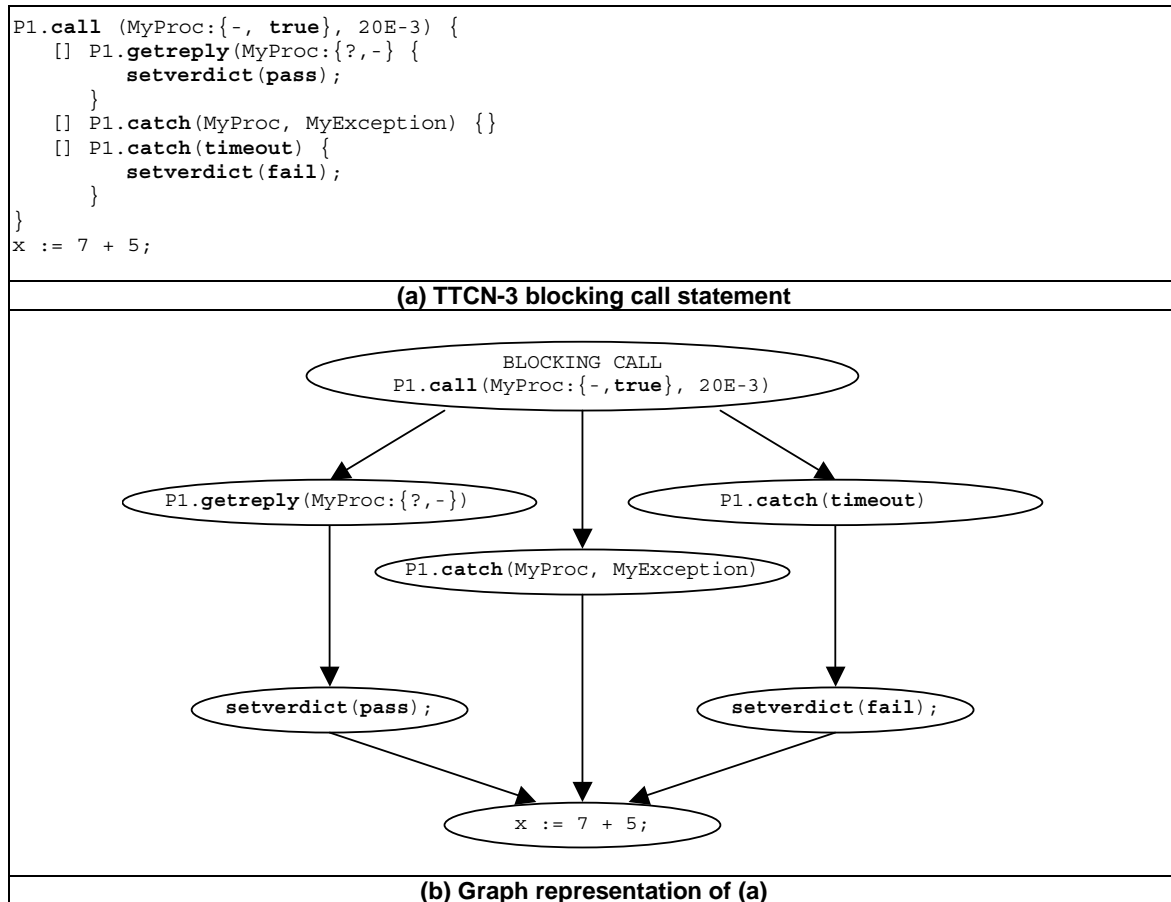 P1.call (MyProc:{-, true}, 20E-3) {
[] P1.getreply(MyProc:{?,-} {
setverdict(pass);
}
[] P1.catch(MyProc, MyException) {}
[] P1.catch(timeout) {
setverdict(fail);
}
}
x := 7 + 5;
(a) TTCN-3 blocking call statement
BLOCKING CALL
P1.call(MyProc:{-,true}, 20E-3)
P1.getreply(MyProc:{?,-})
P1.catch(timeout)
P1.catch(MyProc, MyException)
setverdict(pass);
setverdict(fail);
x := 7 + 5;
(b) Graph representation of (a)